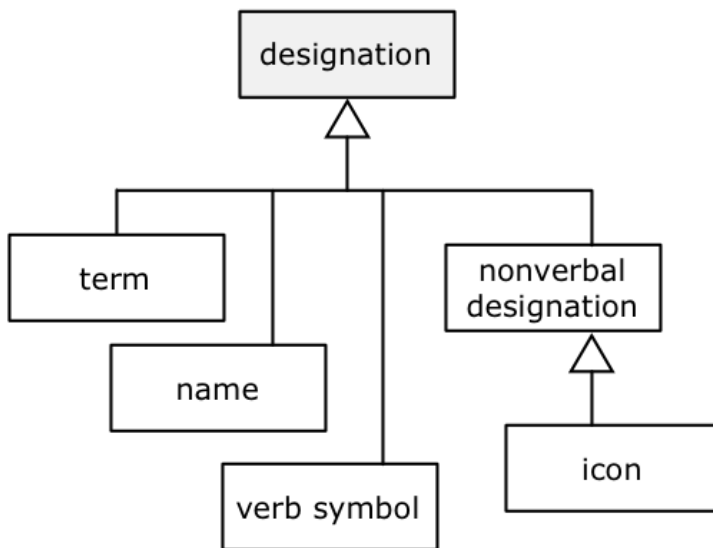 designation
term
nonverbal
designation
name
icon
verb symbol